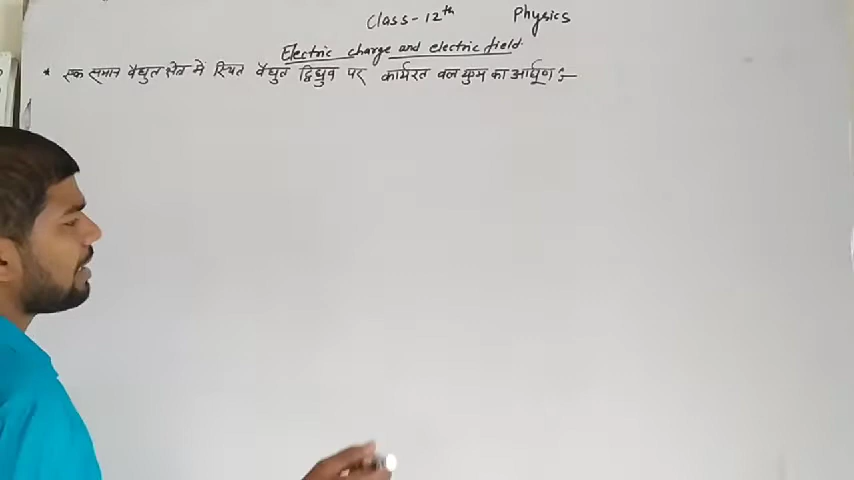 Class-12th Physics
Electric charge and electric field.
* एक समान वैद्युत क्षेत्र में स्थित वैद्युत द्विध्रुव पर कार्यरत बल युग्म का आघूर्ण :-